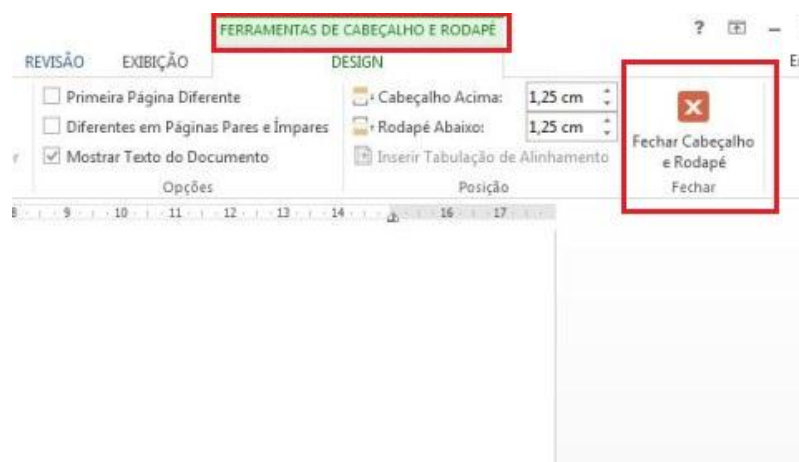 FERRAMENTAS DE CABEÇALHO E RODAPÉ
?
REVISÃO EXIBIÇÃO DESIGN
Primeira Página Diferente
Diferentes em Páginas Pares e Ímpares
Mostrar Texto do Documento
Opções
Cabeçalho Acima: 1,25 cm
Rodapé Abaixo: 1,25 cm
Inserir Tabulação de Alinhamento
Posição
Fechar Cabeçalho
e Rodapé
Fechar
8 9 10 11 12 13 14 16 17